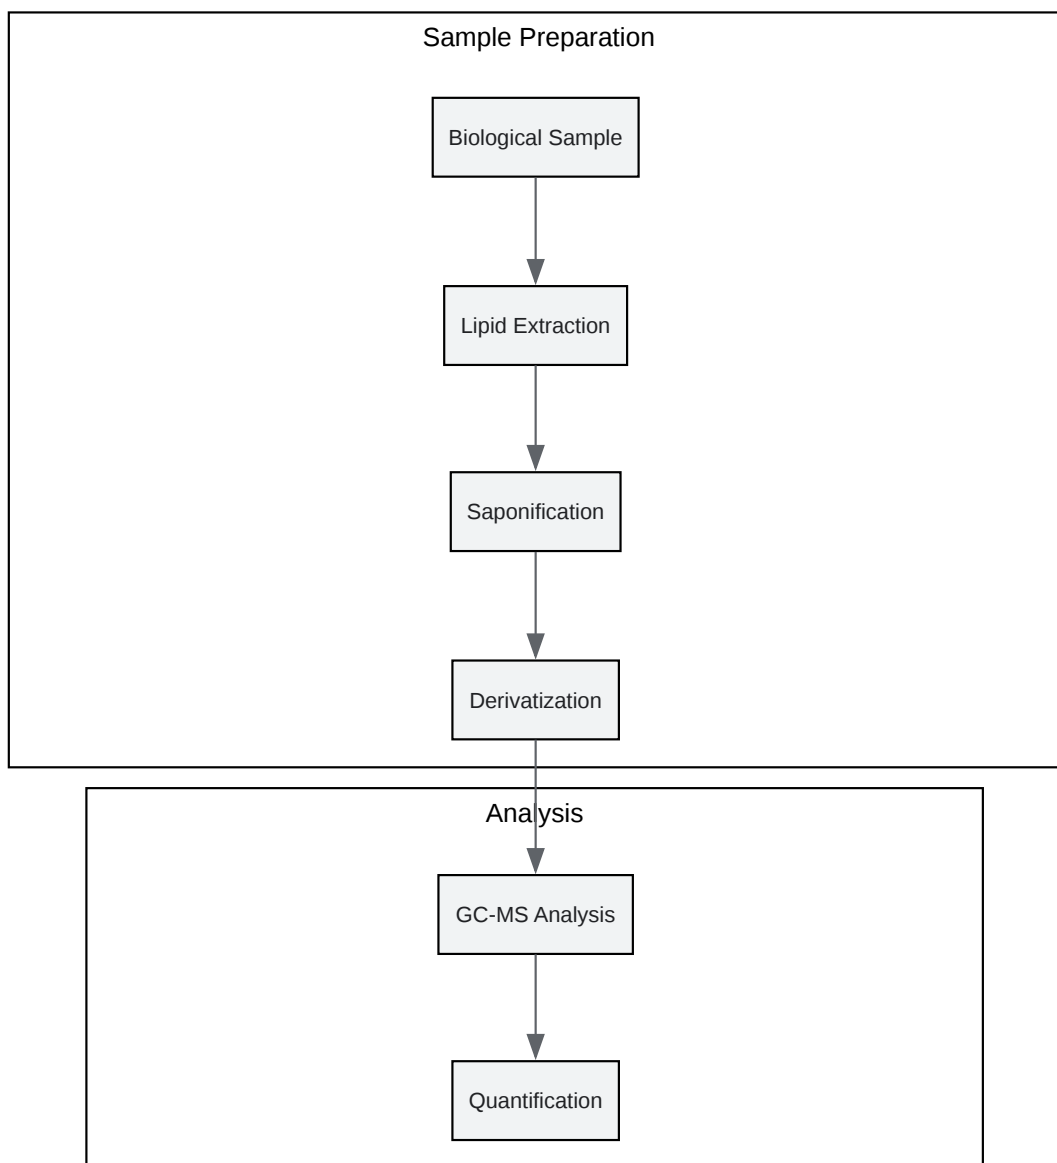 Sample Preparation
Biological Sample
Lipid Extraction
Saponification
Derivatization
Analysis
GC-MS Analysis
Quantification